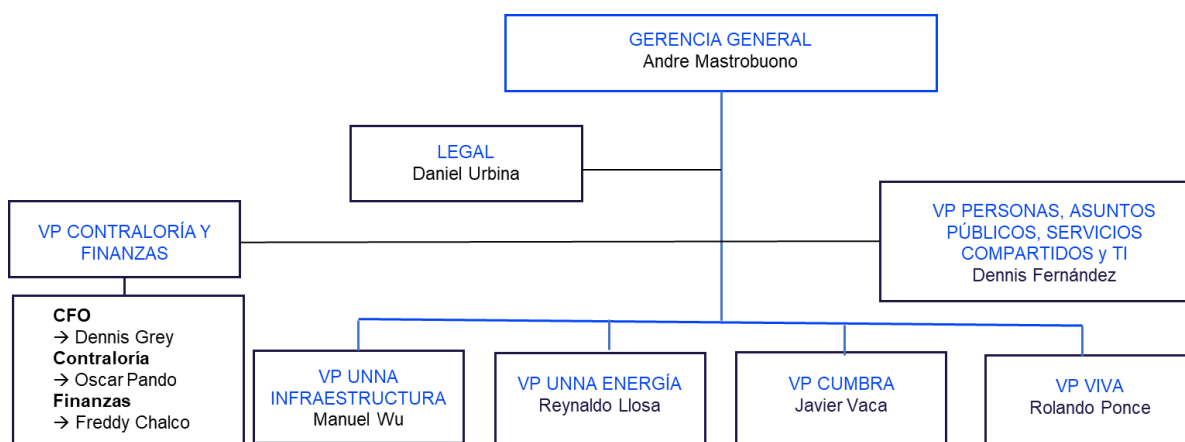 GERENCIA GENERAL
Andre Mastrobuono
LEGAL
Daniel Urbina
VP CONTRALORÍA Y
FINANZAS
VP PERSONAS, ASUNTOS
PÚBLICOS, SERVICIOS
COMPARTIDOS y TI
Dennis Fernández
CFO
→ Dennis Grey
Contraloría
→ Oscar Pando
Finanzas
→ Freddy Chalco
VP UNNA
INFRAESTRUCTURA
Manuel Wu
VP UNNA ENERGÍA
Reynaldo Llosa
VP CUMBRA
Javier Vaca
VP VIVA
Rolando Ponce